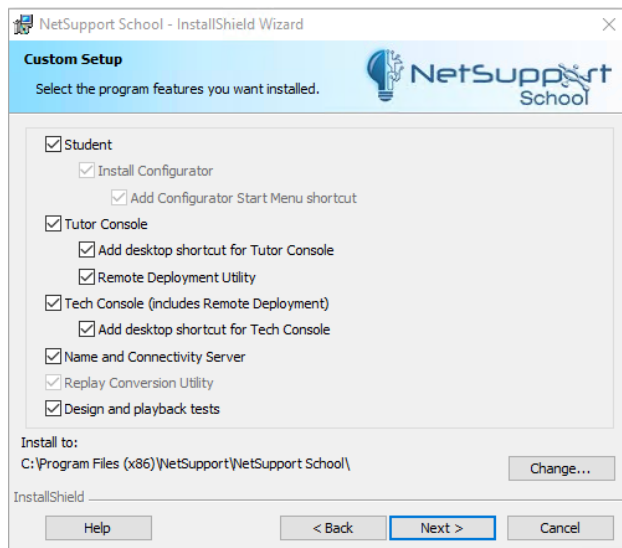 NetSupport School - InstallShield Wizard
Custom Setup
Select the program features you want installed.
NetSupport
School
Student
Install Configurator
Add Configurator Start Menu shortcut
Tutor Console
Add desktop shortcut for Tutor Console
Remote Deployment Utility
Tech Console (includes Remote Deployment)
Add desktop shortcut for Tech Console
Name and Connectivity Server
Replay Conversion Utility
Design and playback tests
Install to:
C:\Program Files (x86)\NetSupport\NetSupport School\
Change...
InstallShield
Help
< Back
Next >
Cancel